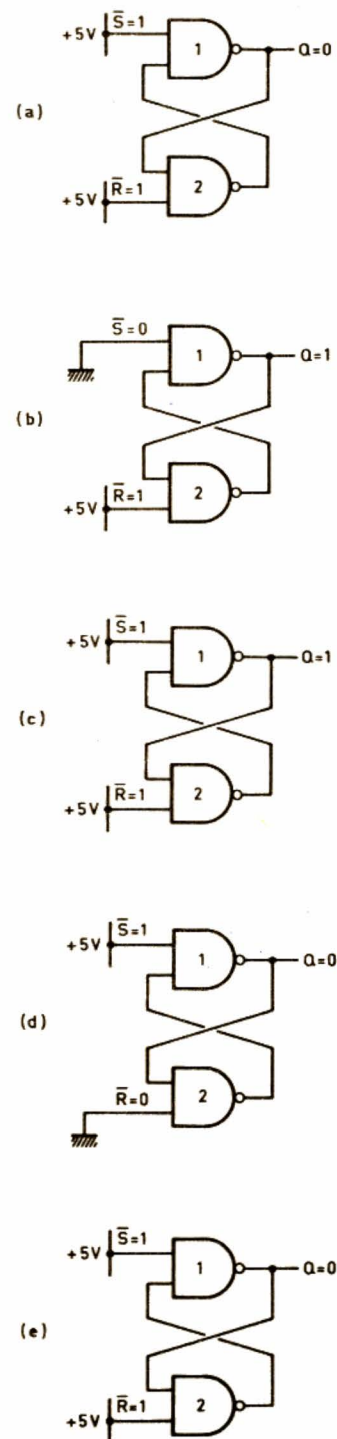 S̅=1
+5V
1
Q=0
(a)
R̅=1
+5V
2
S̅=0
1
Q=1
(b)
R̅=1
+5V
2
S̅=1
+5V
1
Q=1
(c)
R̅=1
+5V
2
S̅=1
+5V
1
Q=0
(d)
R̅=0
2
S̅=1
+5V
1
Q=0
(e)
R̅=1
+5V
2